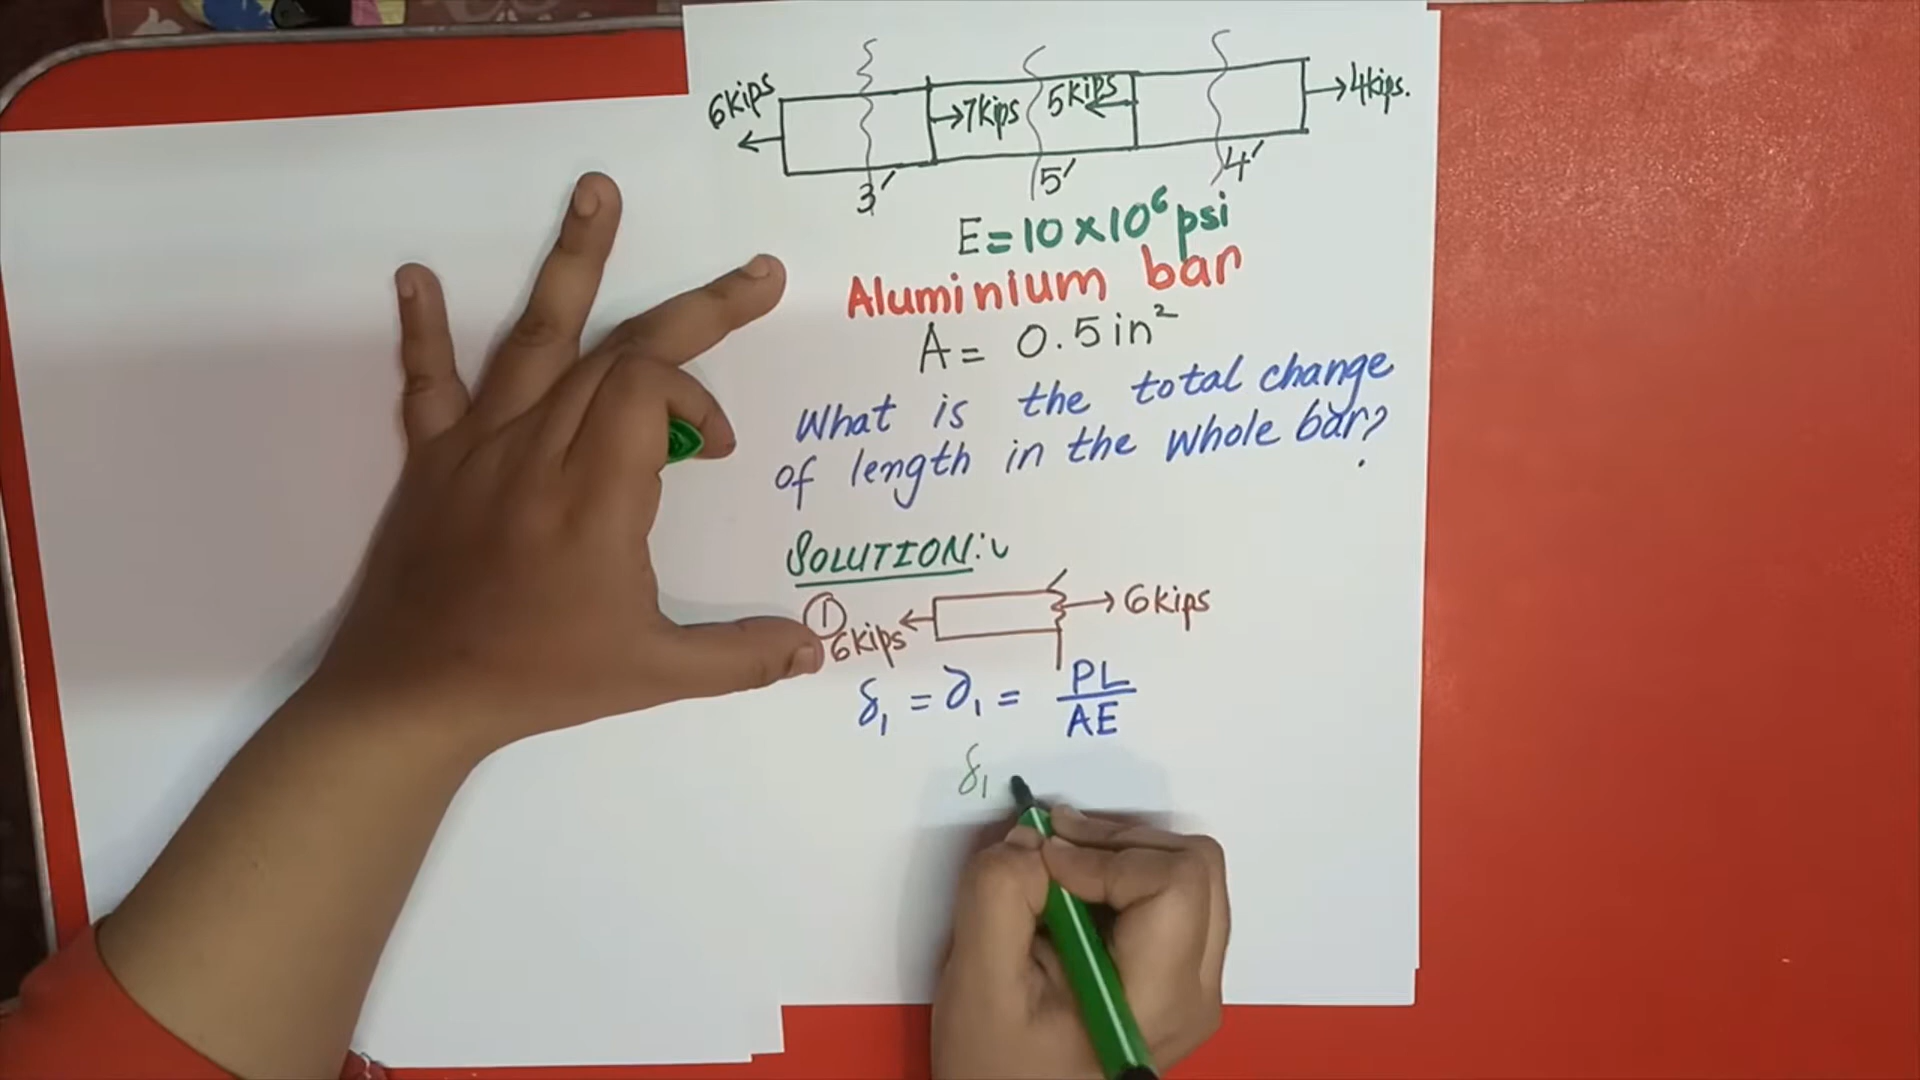 6kips →7kips 5kips →4kips.
3' 5' 4'
E=10×10⁶psi
Aluminium bar
A= 0.5in²
What is the total change
of length in the whole bar?
SOLUTION:
① 6kips → 6kips
δ₁ = ∂₁ = PL/AE
δ₁